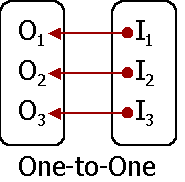 O₁ I₁
O₂ I₂
O₃ I₃
One-to-One